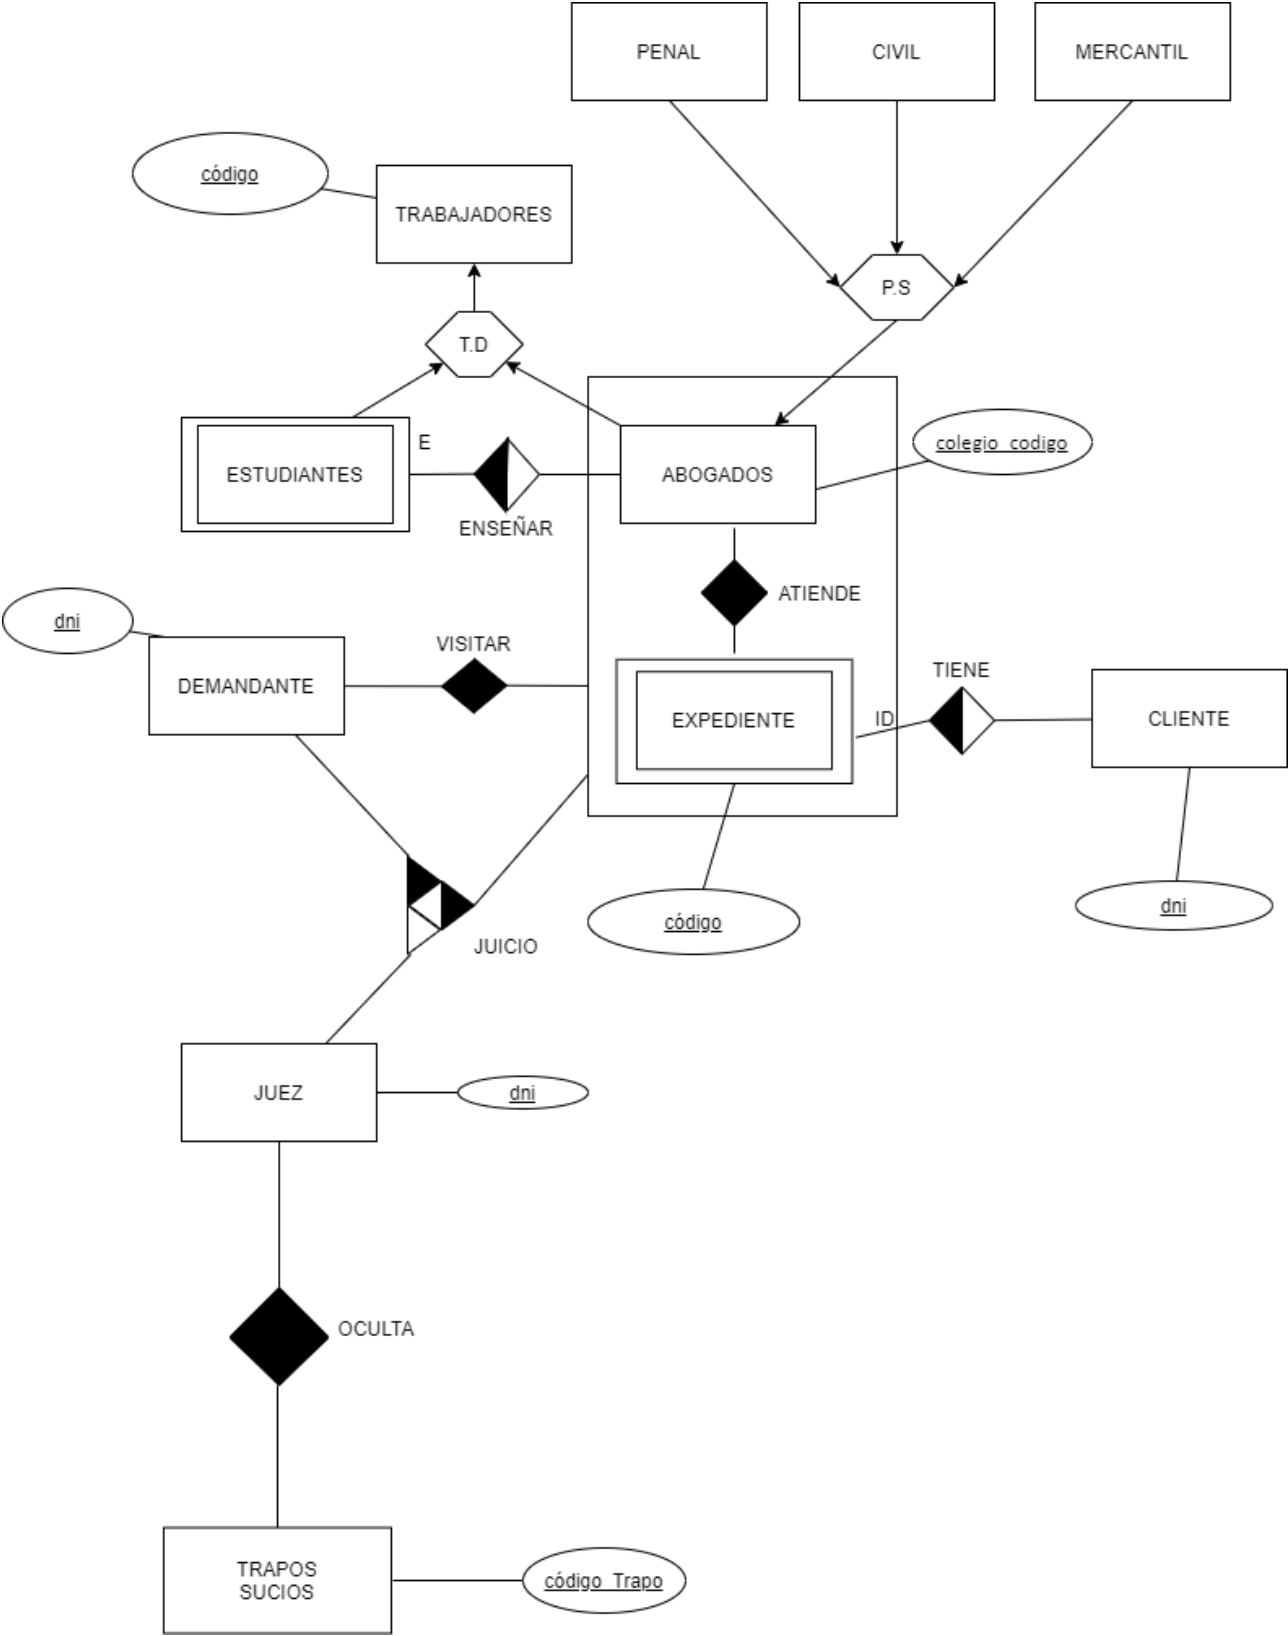 PENAL
CIVIL
MERCANTIL
código
TRABAJADORES
P.S
T.D
ESTUDIANTES
E
ENSEÑAR
ABOGADOS
colegio_codigo
ATIENDE
dni
DEMANDANTE
VISITAR
EXPEDIENTE
ID
TIENE
CLIENTE
código
dni
JUICIO
JUEZ
dni
OCULTA
TRAPOS
SUCIOS
código_Trapo